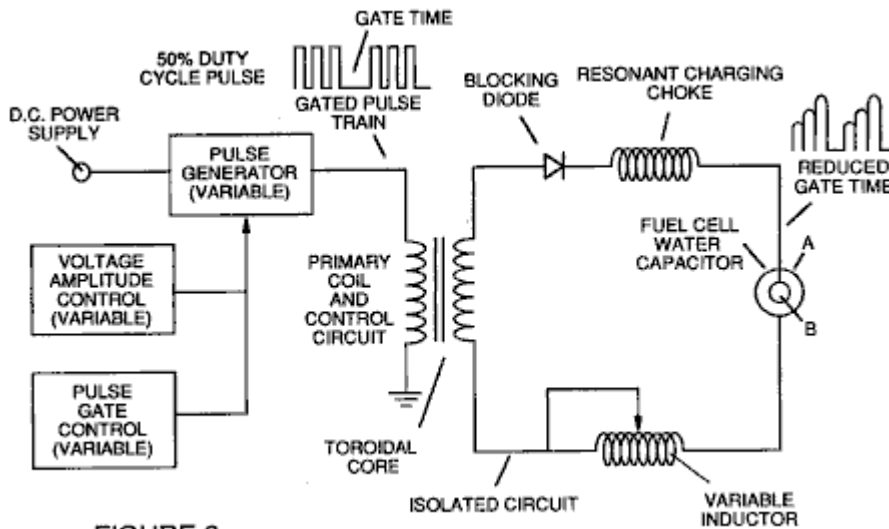 GATE TIME
50% DUTY
CYCLE PULSE
GATED PULSE
TRAIN
BLOCKING
DIODE
RESONANT CHARGING
CHOKE
D.C. POWER
SUPPLY
PULSE
GENERATOR
(VARIABLE)
REDUCED
GATE TIME
VOLTAGE
AMPLITUDE
CONTROL
(VARIABLE)
PRIMARY
COIL
AND
CONTROL
CIRCUIT
FUEL CELL
WATER
CAPACITOR
A
B
PULSE
GATE
CONTROL
(VARIABLE)
TOROIDAL
CORE
ISOLATED CIRCUIT
VARIABLE
INDUCTOR